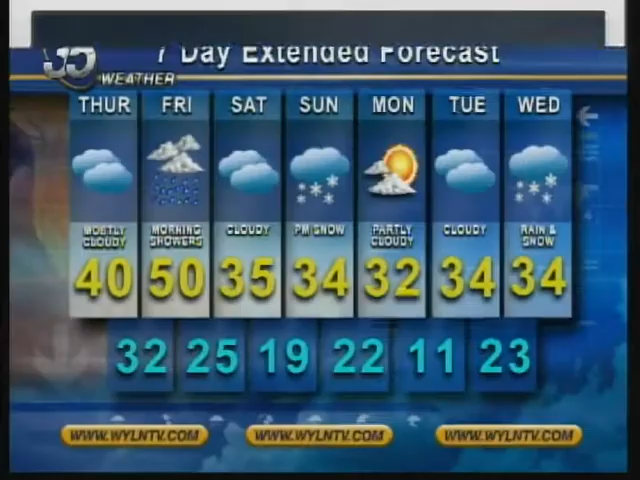 35
7 Day Extended Forecast
WEATHER
THUR FRI SAT SUN MON TUE WED
MOSTLY CLOUDY MORNING SHOWERS CLOUDY PM SNOW PARTLY CLOUDY CLOUDY RAIN & SNOW
40 50 35 34 32 34 34
32 25 19 22 11 23
WWW.WYLNTV.COM WWW.WYLNTV.COM WWW.WYLNTV.COM